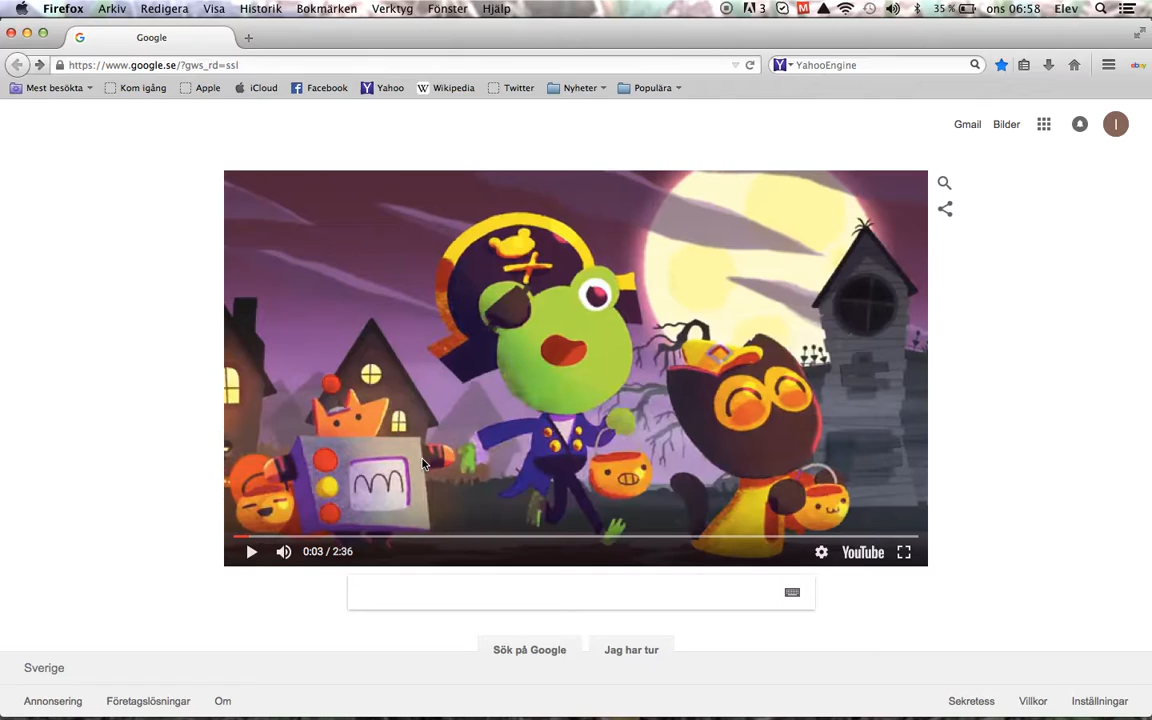 Firefox Arkiv Redigera Visa Historik Bokmärken Verktyg Fönster Hjälp 3 35 % ons 06:58 Elev
Google
https://www.google.se/?gws_rd=ssl YahooEngine
Mest besökta Kom igång Apple iCloud Facebook Yahoo Wikipedia Twitter Nyheter Populära
Gmail Bilder I
0:03 / 2:36 YouTube
Sök på Google Jag har tur
Sverige
Annonsering Företagslösningar Om Sekretess Villkor Inställningar